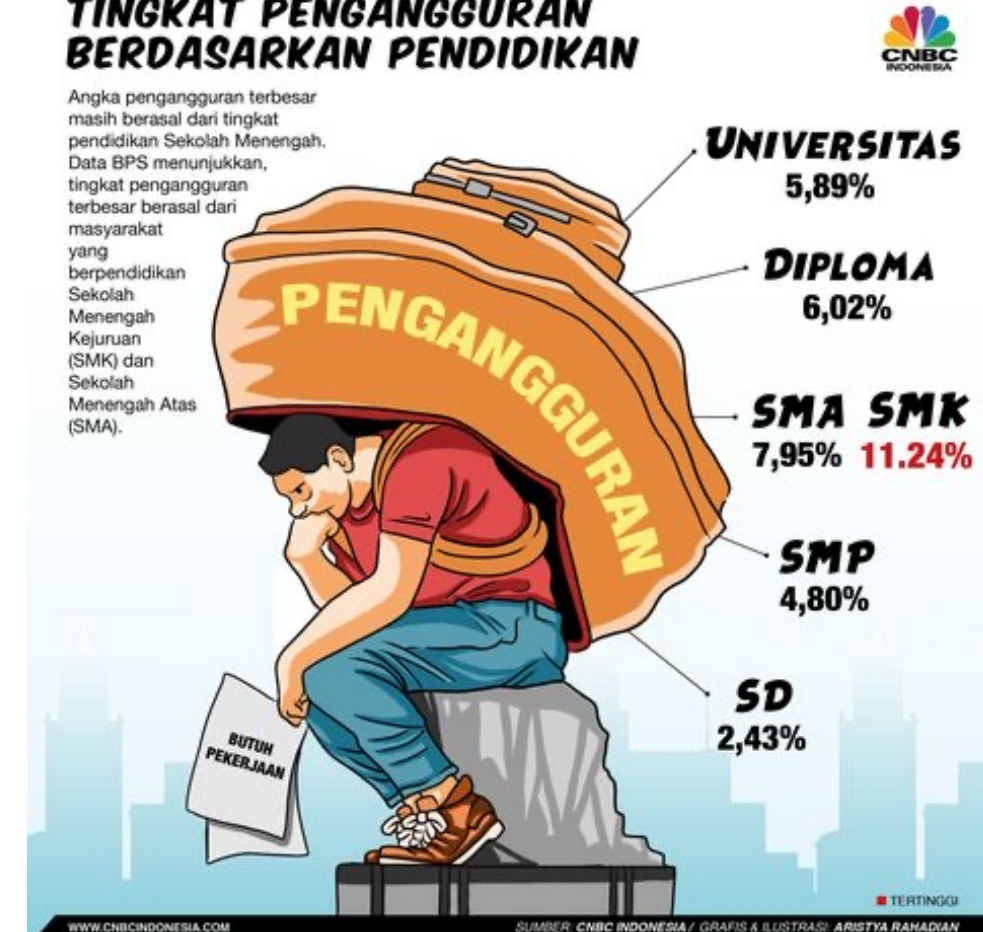 TINGKAT PENGANGGURAN
BERDASARKAN PENDIDIKAN
CNBC
INDONESIA
Angka pengangguran terbesar
masih berasal dari tingkat
pendidikan Sekolah Menengah.
Data BPS menunjukkan,
tingkat pengangguran
terbesar berasal dari
masyarakat
yang
berpendidikan
Sekolah
Menengah
Kejuruan
(SMK) dan
Sekolah
Menengah Atas
(SMA).
UNIVERSITAS
5,89%
DIPLOMA
6,02%
SMA SMK
7,95% 11.24%
SMP
4,80%
SD
2,43%
PENGANGGURAN
BUTUH
PEKERJAAN
TERTINGGI
WWW.CNBCINDONESIA.COM
SUMBER: CNBC INDONESIA / GRAFIS & ILUSTRASI: ARISTYA RAHADIAN